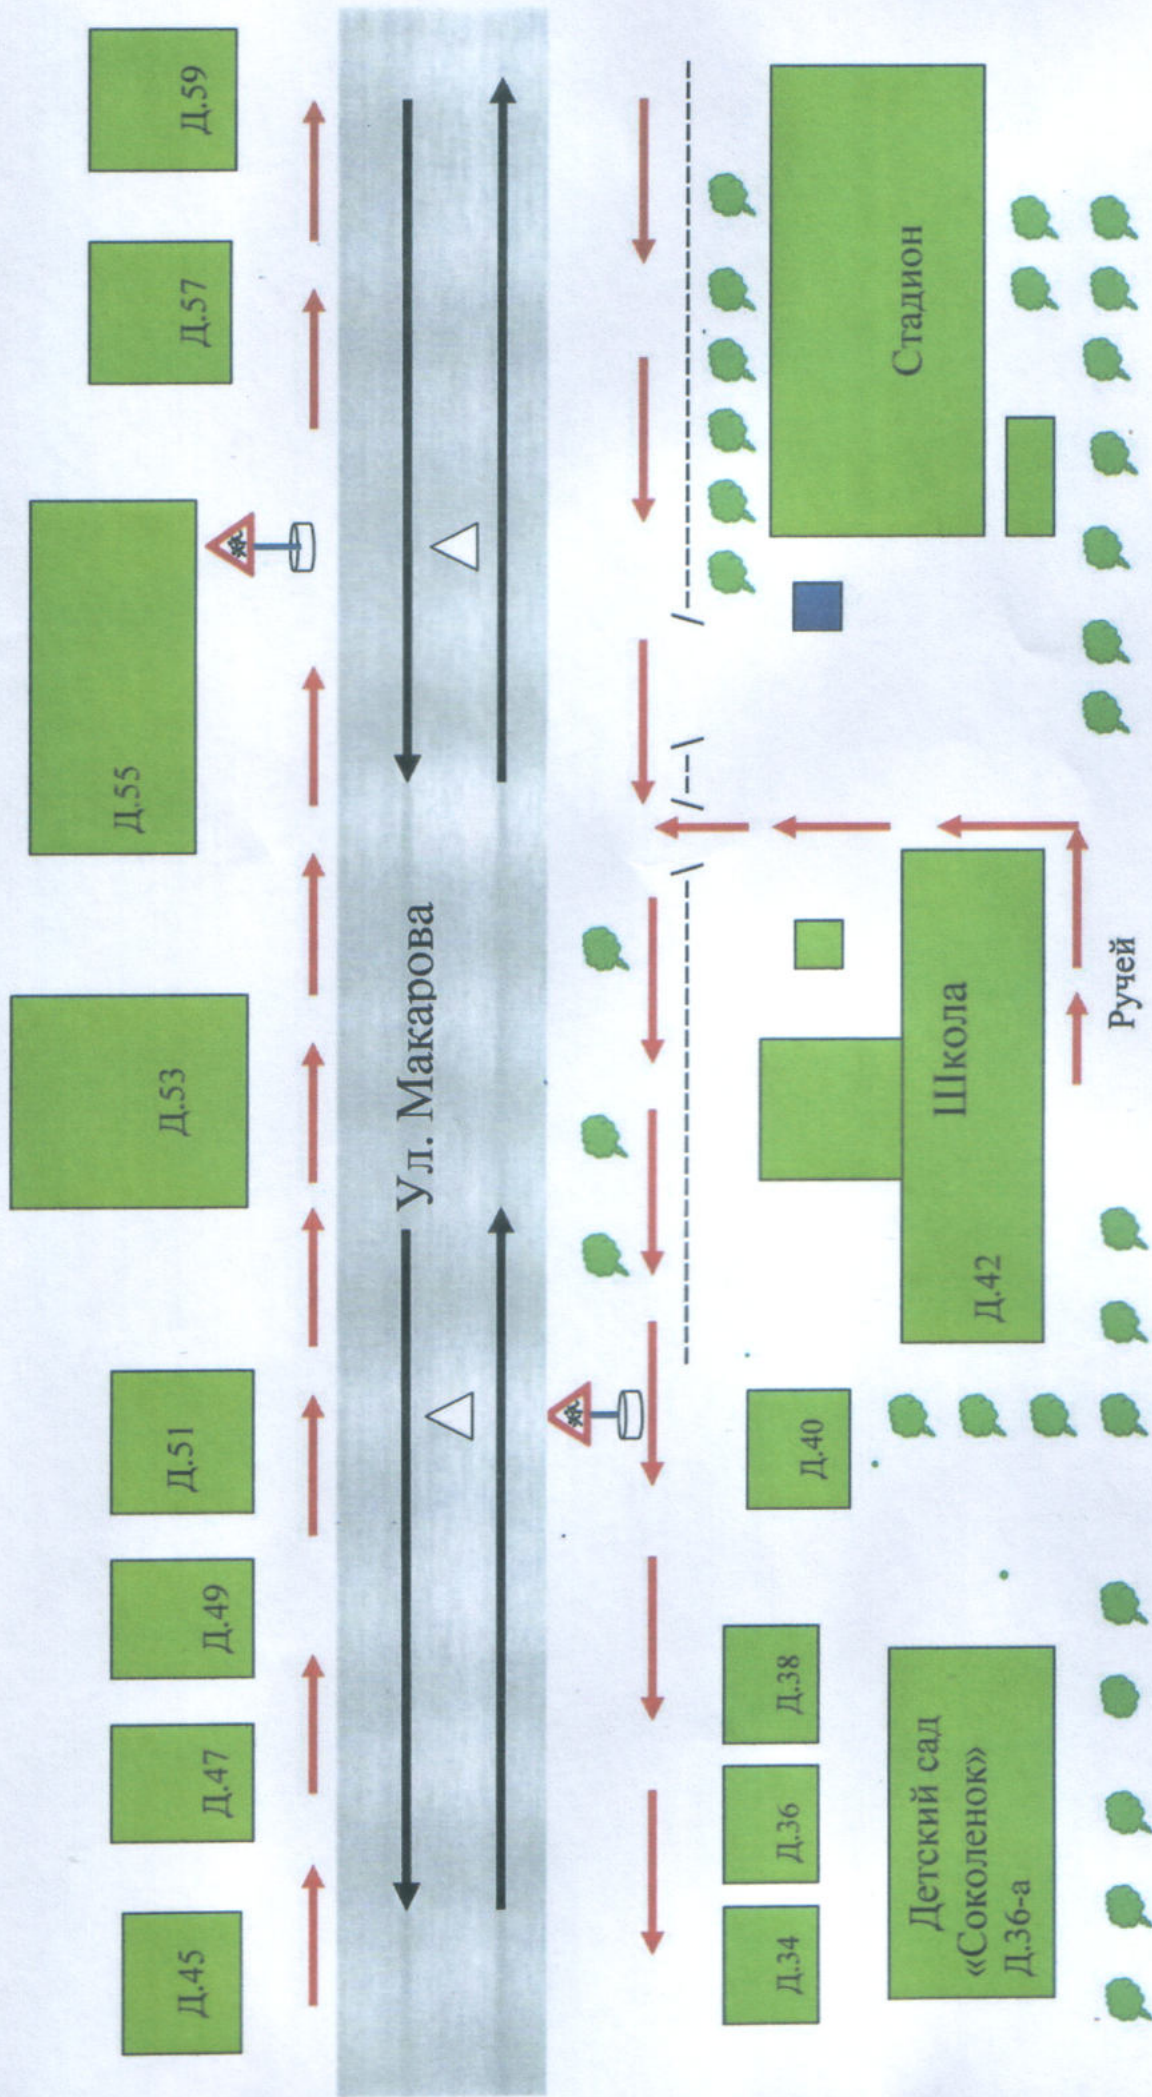 Д.45
Д.47
Д.49
Д.51
Д.53
Д.55
Д.57
Д.59
Ул. Макарова
Д.34
Д.36
Д.38
Д.40
Детский сад
«Соколенок»
Д.36-а
Д.42
Школа
Ручей
Стадион